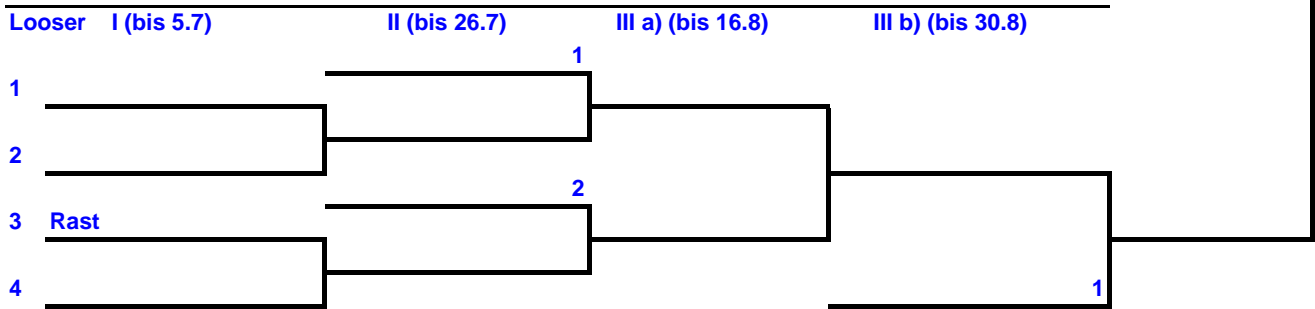 Looser I (bis 5.7) II (bis 26.7) III a) (bis 16.8) III b) (bis 30.8)
1
1
2
2
3 Rast
4 1